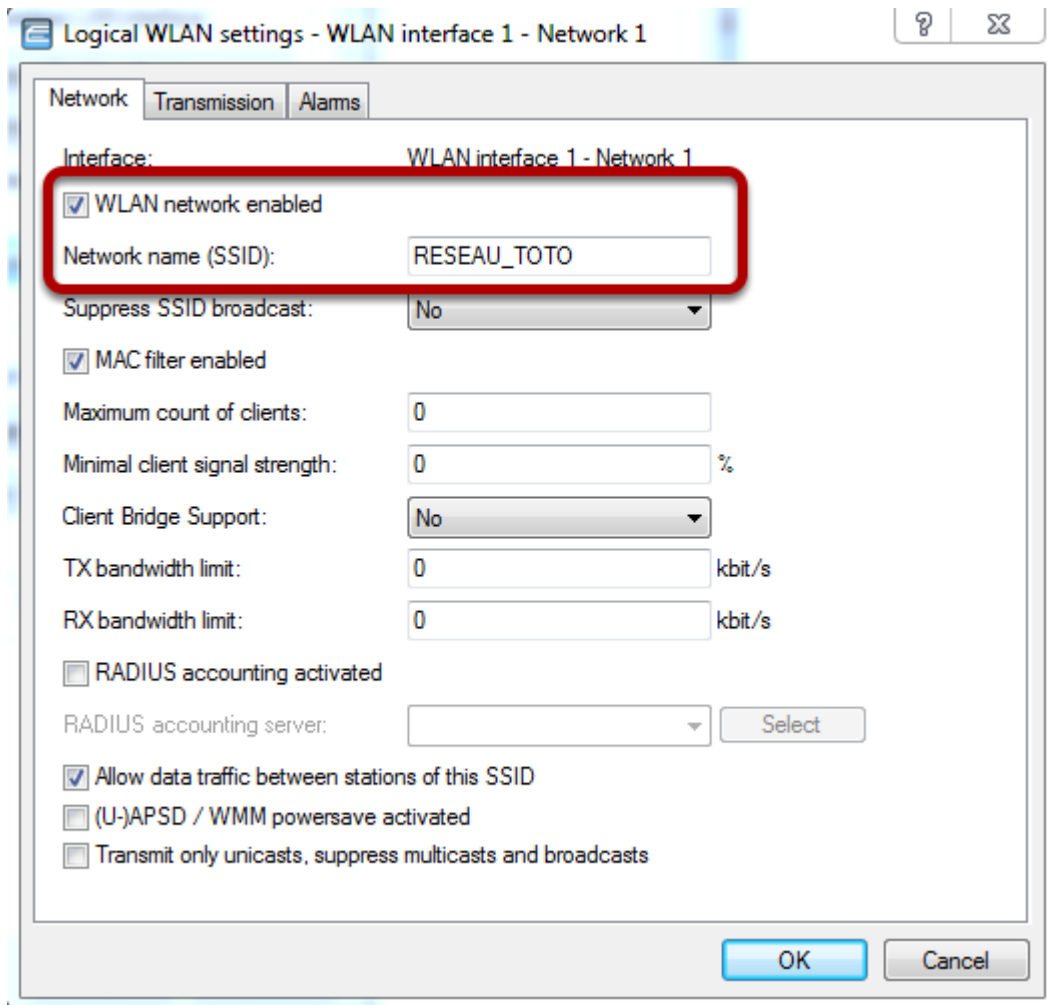 Logical WLAN settings - WLAN interface 1 - Network 1
Network Transmission Alarms
Interface: WLAN interface 1 - Network 1
WLAN network enabled
Network name (SSID): RESEAU_TOTO
Suppress SSID broadcast: No
MAC filter enabled
Maximum count of clients: 0
Minimal client signal strength: 0 %
Client Bridge Support: No
TX bandwidth limit: 0 kbit/s
RX bandwidth limit: 0 kbit/s
RADIUS accounting activated
RADIUS accounting server: Select
Allow data traffic between stations of this SSID
(U-)APSD / WMM powersave activated
Transmit only unicasts, suppress multicasts and broadcasts
OK Cancel